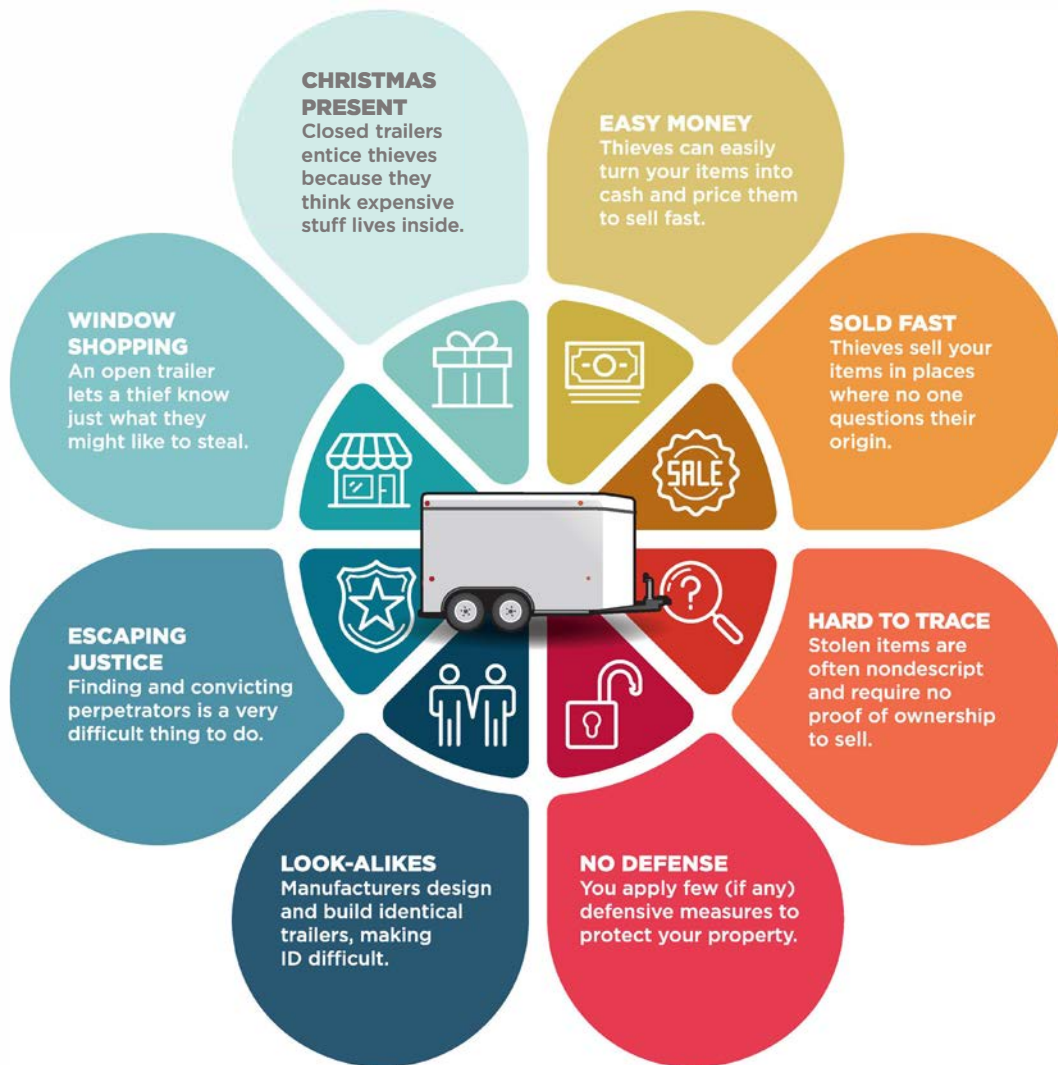 CHRISTMAS
PRESENT
Closed trailers
entice thieves
because they
think expensive
stuff lives inside.
EASY MONEY
Thieves can easily
turn your items into
cash and price them
to sell fast.
WINDOW
SHOPPING
An open trailer
lets a thief know
just what they
might like to steal.
SOLD FAST
Thieves sell your
items in places
where no one
questions their
origin.
SALE
?
ESCAPING
JUSTICE
Finding and convicting
perpetrators is a very
difficult thing to do.
HARD TO TRACE
Stolen items are
often nondescript
and require no
proof of ownership
to sell.
LOOK-ALIKES
Manufacturers design
and build identical
trailers, making
ID difficult.
NO DEFENSE
You apply few (if any)
defensive measures to
protect your property.